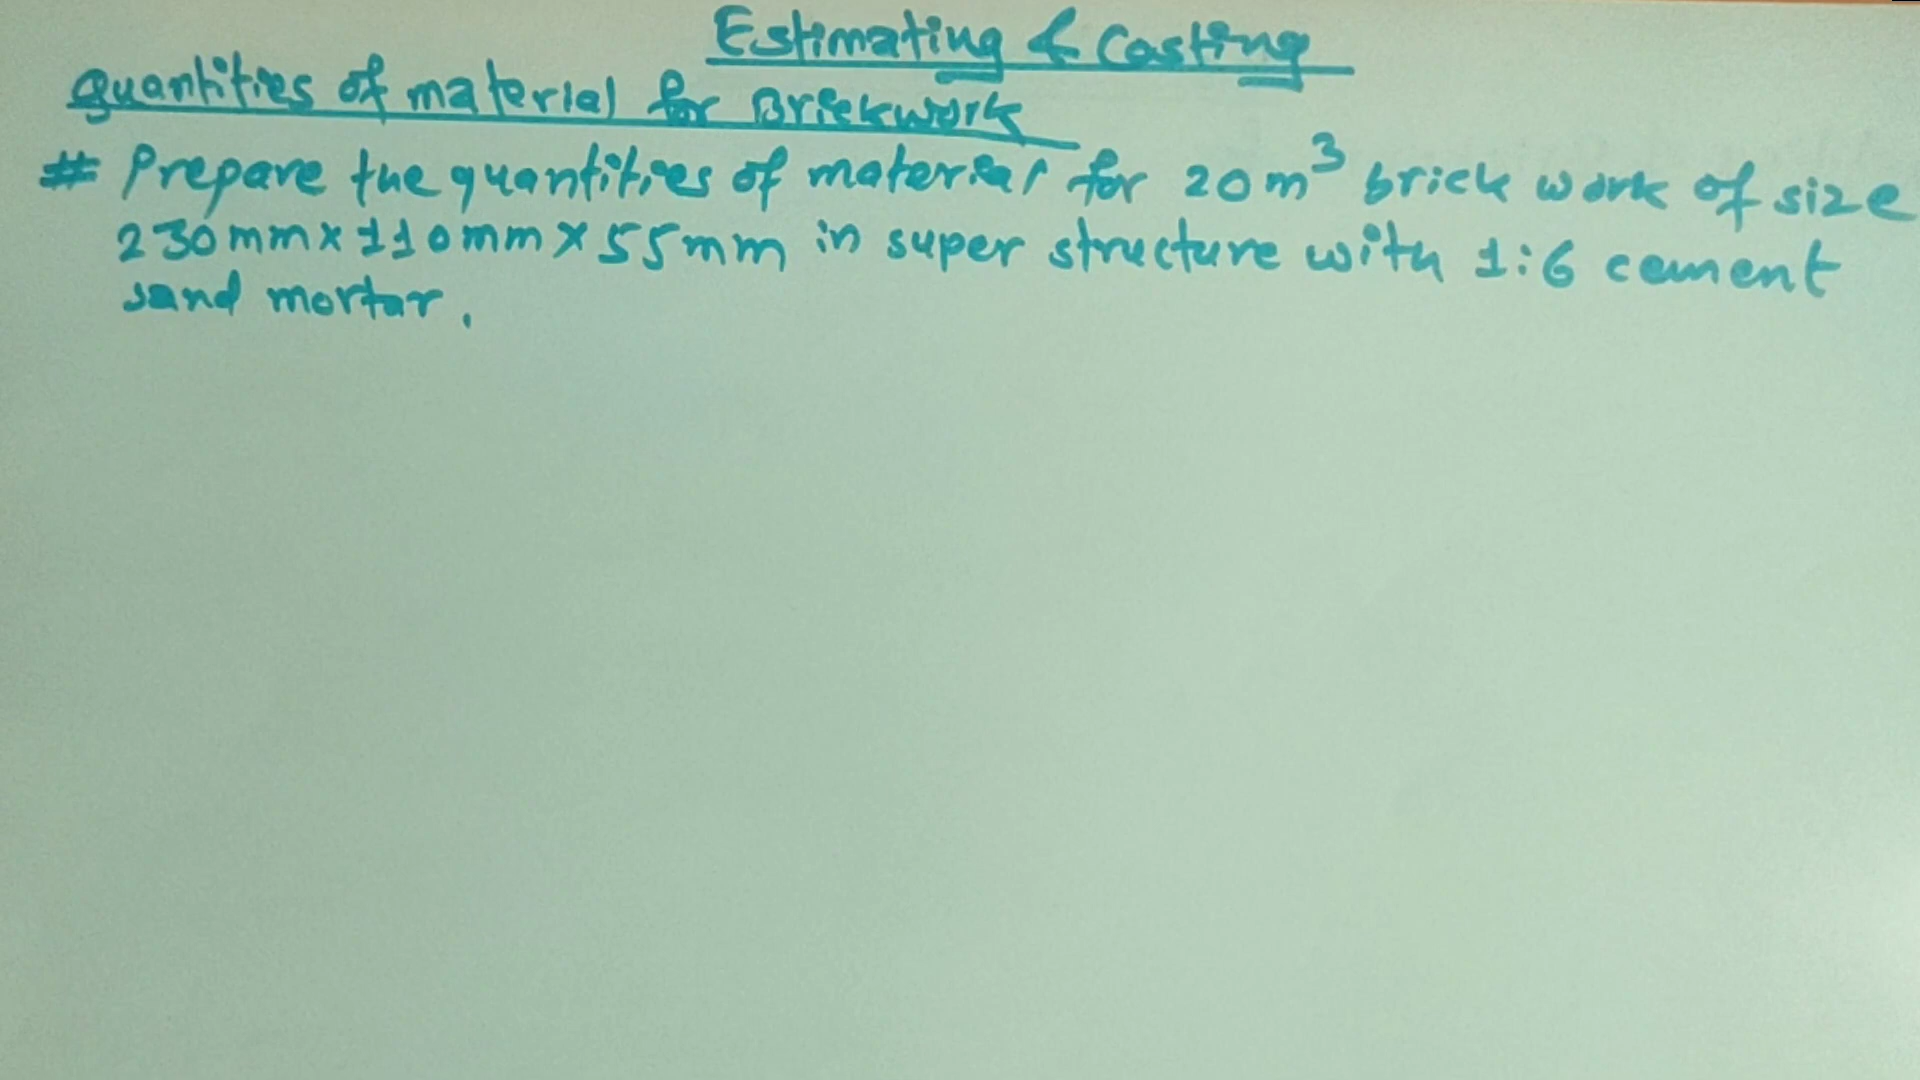 Estimating & Costing
Quantities of material for Brickwork
# Prepare the quantities of material for 20m³ brick work of size
230mm x 110mm x 55mm in super structure with 1:6 cement
sand mortar.